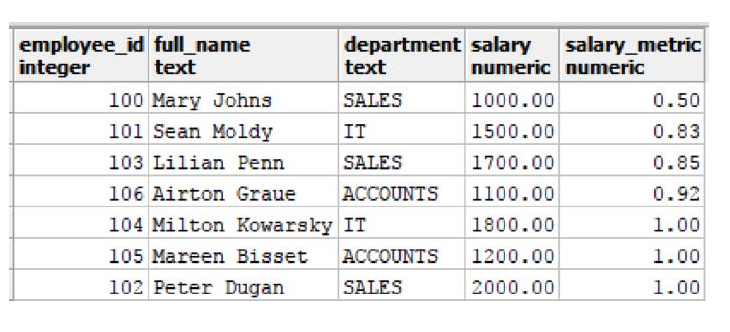 employee_id full_name department salary salary_metric
integer text text numeric numeric
100 Mary Johns SALES 1000.00 0.50
101 Sean Moldy IT 1500.00 0.83
103 Lilian Penn SALES 1700.00 0.85
106 Airton Graue ACCOUNTS 1100.00 0.92
104 Milton Kowarsky IT 1800.00 1.00
105 Mareen Bisset ACCOUNTS 1200.00 1.00
102 Peter Dugan SALES 2000.00 1.00